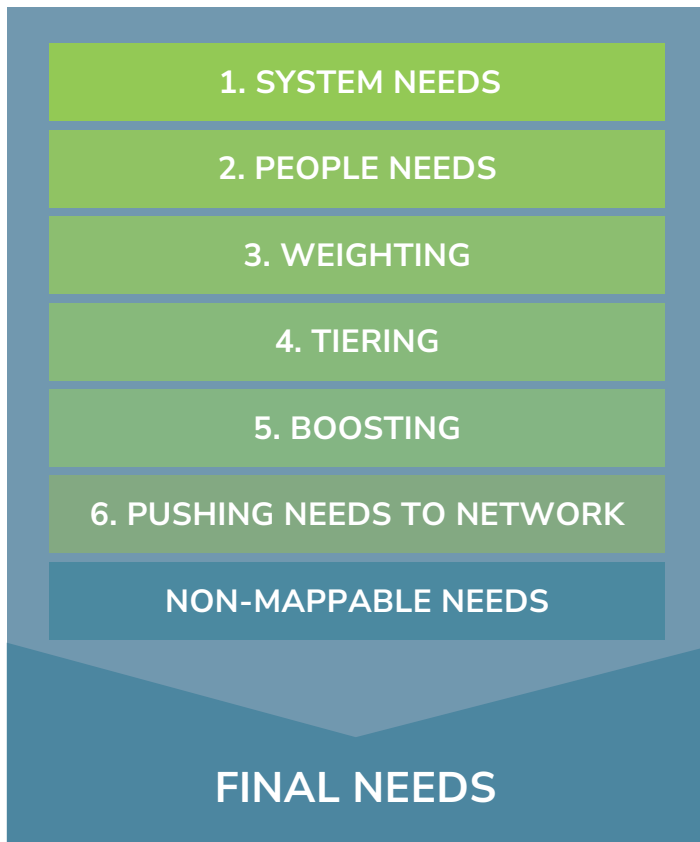 1. SYSTEM NEEDS
2. PEOPLE NEEDS
3. WEIGHTING
4. TIERING
5. BOOSTING
6. PUSHING NEEDS TO NETWORK
NON-MAPPABLE NEEDS
FINAL NEEDS